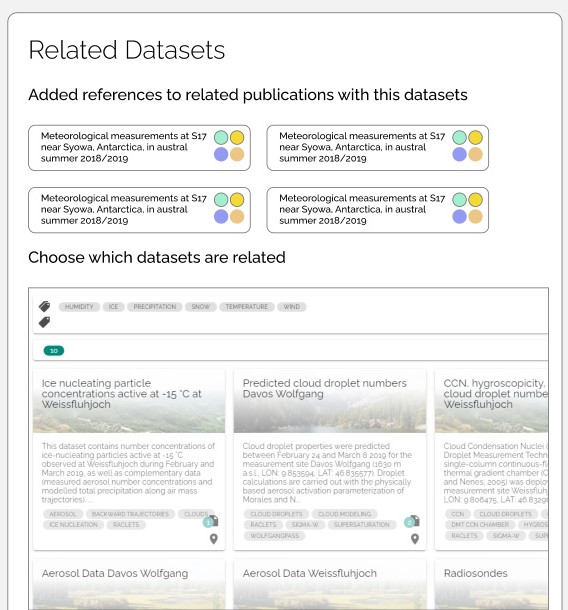 Related Datasets
Added references to related publications with this datasets
Meteorological measurements at S17
near Syowa, Antarctica, in austral
summer 2018/2019
Meteorological measurements at S17
near Syowa, Antarctica, in austral
summer 2018/2019
Meteorological measurements at S17
near Syowa, Antarctica, in austral
summer 2018/2019
Meteorological measurements at S17
near Syowa, Antarctica, in austral
summer 2018/2019
Choose which datasets are related
HUMIDITY ICE PRECIPITATION SNOW TEMPERATURE WIND
10
Ice nucleating particle
concentrations active at -15 °C at
Weissfluhjoch
This dataset contains number concentrations of
ice-nucleating particles active at -15 °C
observed at Weissfluhjoch during February and
March 2019, as well as complementary data
(measured aerosol number concentrations and
modelled total precipitation along air mass
trajectories)....
AEROSOL BACKWARD TRAJECTORIES CLOUDS
ICE NUCLEATION RACLETS
1
Predicted cloud droplet numbers
Davos Wolfgang
Cloud droplet properties were predicted
between February 24 and March 8 2019 for the
measurement site Davos Wolfgang (1630 m
a.s.l., LON: 9.853594, LAT: 46.835577). Droplet
calculations are carried out with the physically
based aerosol activation parameterization of
Morales and N...
CLOUD DROPLETS CLOUD MODELING
RACLETS SIGMA-W SUPERSATURATION
WOLFGANGPASS
2
CCN, hygroscopicity,
cloud droplet numbe
Weissfluhjoch
Cloud Condensation Nuclei (
Droplet Measurement Techn
single-column continuous-fl
thermal gradient chamber (C
and Nenes, 2005) was deplo
measurement site Weissfluh
LON: 9.806475, LAT: 46.8329
CCN CLOUD DROPLETS
DMT CCN CHAMBER HYGROS
RACLETS SIGMA-W SUP
Aerosol Data Davos Wolfgang
Aerosol Data Weissfluhjoch
Radiosondes